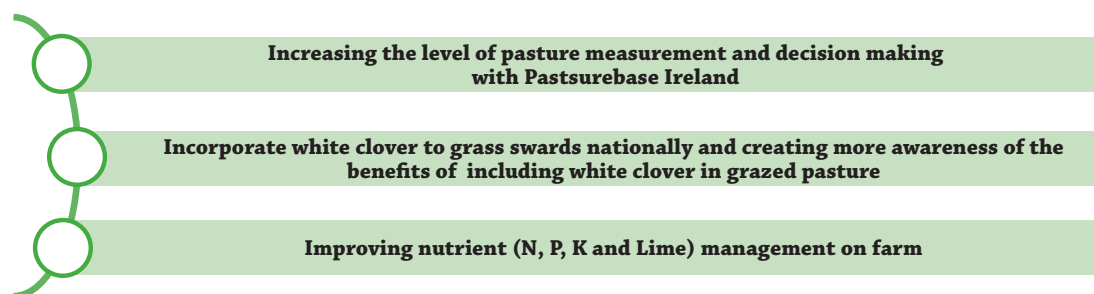 Increasing the level of pasture measurement and decision making
with Pastsurebase Ireland
Incorporate white clover to grass swards nationally and creating more awareness of the
benefits of  including white clover in grazed pasture
Improving nutrient (N, P, K and Lime) management on farm